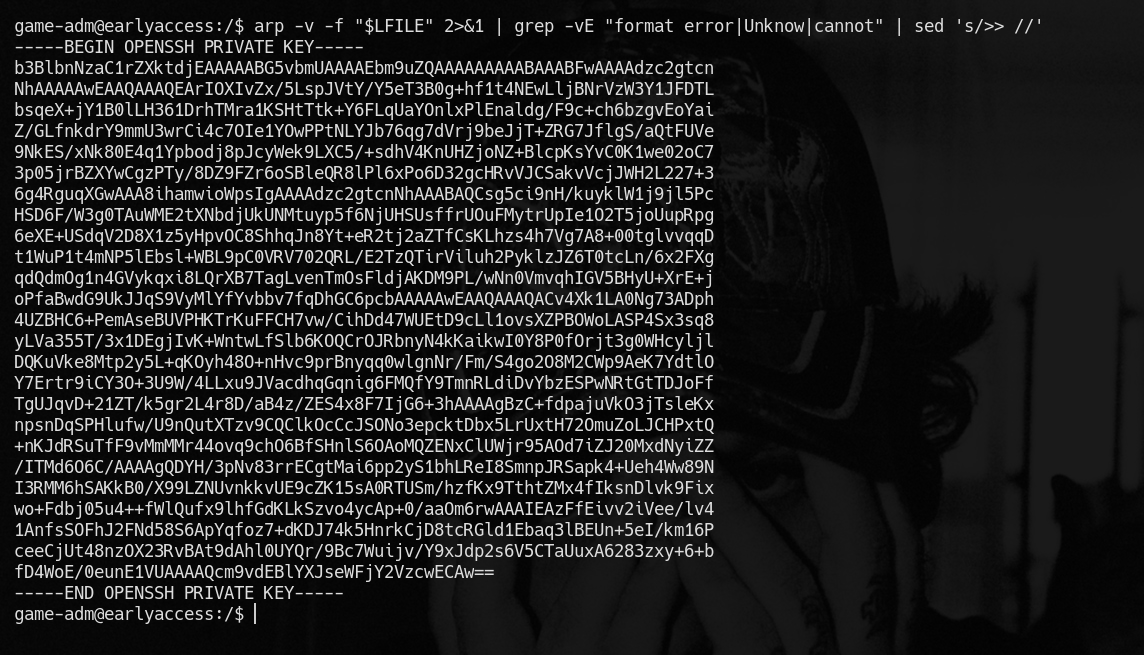 game-adm@earlyaccess:/$ arp -v -f "$LFILE" 2>&1 | grep -vE "format error|Unknow|cannot" | sed 's/>> //'
-----BEGIN OPENSSH PRIVATE KEY-----
b3BlbnNzaC1rZXktdjEAAAAABG5vbmUAAAAEbm9uZQAAAAAAAAABAAABFwAAAAdzc2gtcn
NhAAAAAwEAAQAAAQEArIOXIvZx/5LspJVtY/Y5eT3B0g+hf1t4NEwLljBNrVzW3Y1JFDTL
bsqeX+jY1B0lLH361DrhTMra1KSHtTtk+Y6FLqUaYOnlxPlEnaldg/F9c+ch6bzgvEoYai
Z/GLfnkdrY9mmU3wrCi4c7OIe1YOwPPtNLYJb76qg7dVrj9beJjT+ZRG7JflgS/aQtFUVe
9NkES/xNk80E4q1Ypbodj8pJcyWek9LXC5/+sdhV4KnUHZjoNZ+BlcpKsYvC0K1we02oC7
3p05jrBZXYwCgzPTy/8DZ9FZr6oSBleQR8lPl6xPo6D32gcHRvVJCSakvVcjJWH2L227+3
6g4RguqXGwAAA8ihamwioWpsIgAAAAdzc2gtcnNhAAABAQCsg5ci9nH/kuyklW1j9jl5Pc
HSD6F/W3g0TAuWME2tXNbdjUkUNMtuyp5f6NjUHSUsffrUOuFMytrUpIe1O2T5joUupRpg
6eXE+USdqV2D8X1z5yHpvOC8ShhqJn8Yt+eR2tj2aZTfCsKLhzs4h7Vg7A8+00tglvvqqD
t1WuP1t4mNP5lEbsl+WBL9pC0VRV702QRL/E2TzQTirViluh2PyklzJZ6T0tcLn/6x2FXg
qdQdmOg1n4GVykqxi8LQrXB7TagLvenTmOsFldjAKDM9PL/wNn0VmvqhIGV5BHyU+XrE+j
oPfaBwdG9UkJJqS9VyMlYfYvbbv7fqDhGC6pcbAAAAAwEAAQAAAQACv4Xk1LA0Ng73ADph
4UZBHC6+PemAseBUVPHKTrKuFFCH7vw/CihDd47WUEtD9cLl1ovsXZPBOWoLASP4Sx3sq8
yLVa355T/3x1DEgjIvK+WntwLfSlb6KOQCrOJRbnyN4kKaikwI0Y8P0fOrjt3g0WHcyljl
DQKuVke8Mtp2y5L+qKOyh48O+nHvc9prBnyqq0wlgnNr/Fm/S4go2O8M2CWp9AeK7YdtlO
Y7Ertr9iCY3O+3U9W/4LLxu9JVacdhqGqnig6FMQfY9TmnRLdiDvYbzESPwNRtGtTDJoFf
TgUJqvD+21ZT/k5gr2L4r8D/aB4z/ZES4x8F7IjG6+3hAAAAgBzC+fdpajuVkO3jTsleKx
npsnDqSPHlufw/U9nQutXTzv9CQClkOcCcJSONo3epcktDbx5LrUxtH72OmuZoLJCHPxtQ
+nKJdRSuTfF9vMmMMr44ovq9chO6BfSHnlS6OAoMQZENxClUWjr95AOd7iZJ20MxdNyiZZ
/ITMd6O6C/AAAAgQDYH/3pNv83rrECgtMai6pp2yS1bhLReI8SmnpJRSapk4+Ueh4Ww89N
I3RMM6hSAKkB0/X99LZNUvnkkvUE9cZK15sA0RTUSm/hzfKx9TthtZMx4fIksnDlvk9Fix
wo+Fdbj05u4++fWlQufx9lhfGdKLkSzvo4ycAp+0/aaOm6rwAAAIEAzFfEivv2iVee/lv4
1AnfsSOFhJ2FNd58S6ApYqfoz7+dKDJ74k5HnrkCjD8tcRGld1Ebaq3lBEUn+5eI/km16P
ceeCjUt48nzOX23RvBAt9dAhl0UYQr/9Bc7Wuijv/Y9xJdp2s6V5CTaUuxA6283zxy+6+b
fD4WoE/0eunE1VUAAAAQcm9vdEBlYXJseWFjY2VzcwECAw==
-----END OPENSSH PRIVATE KEY-----
game-adm@earlyaccess:/$